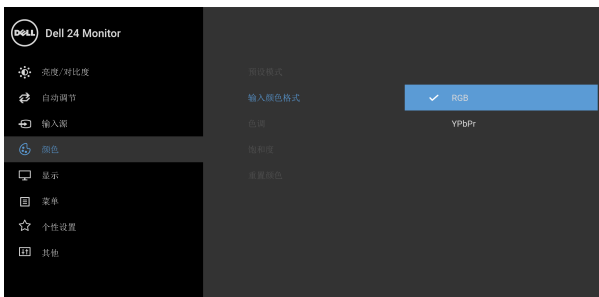 DELL
Dell 24 Monitor
亮度/对比度
预设模式
自动调节
输入颜色格式
RGB
输入源
色调
YPbPr
颜色
饱和度
显示
重置颜色
菜单
个性设置
其他